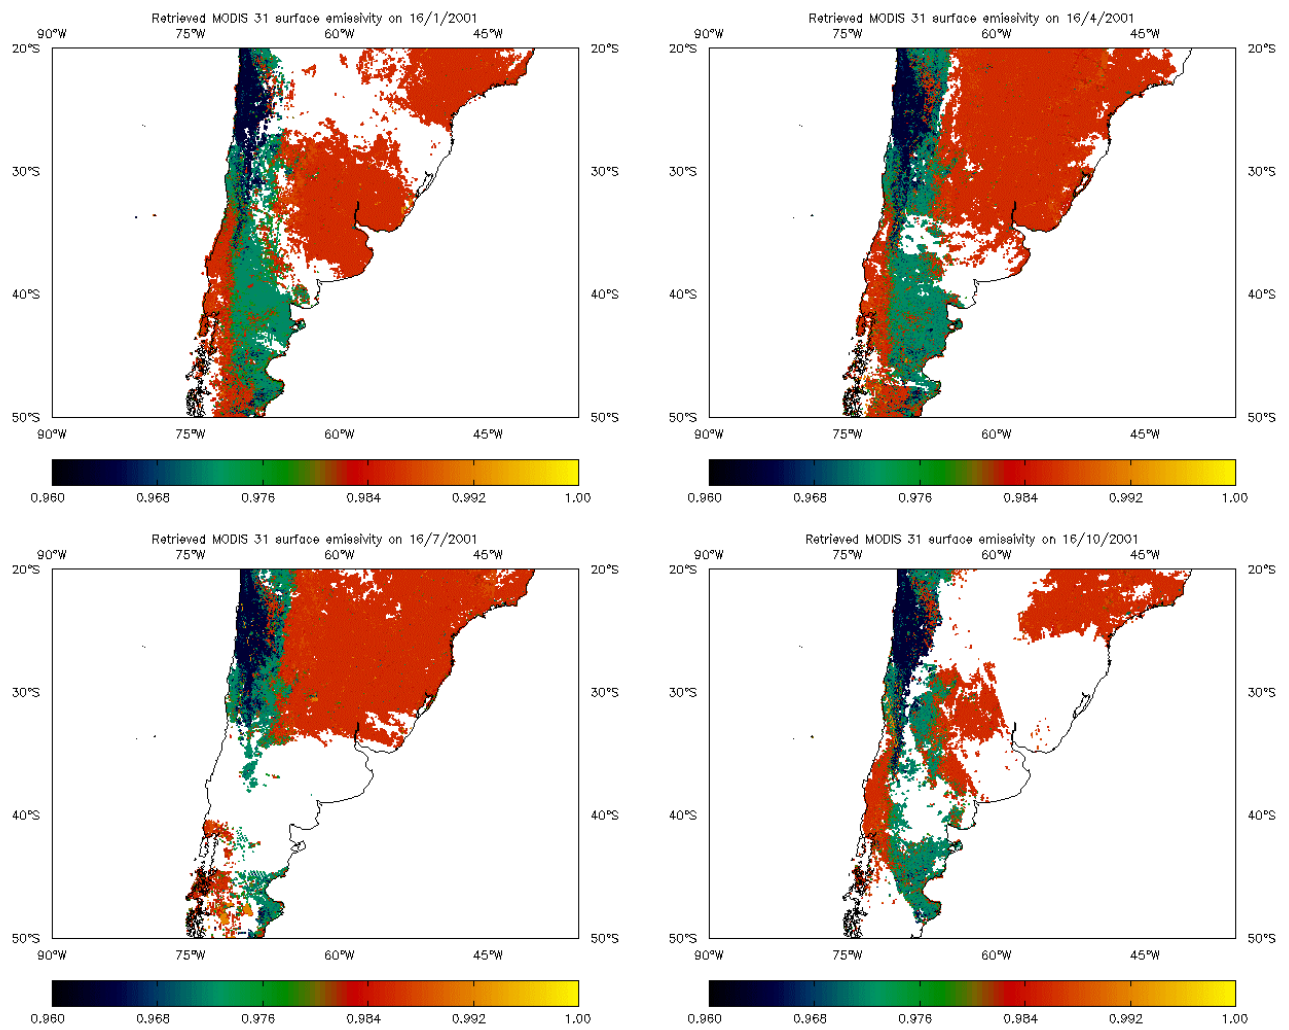 Retrieved MODIS 31 surface emissivity on 16/1/2001
90°W 75°W 60°W 45°W
20°S 20°S
30°S 30°S
40°S 40°S
50°S 50°S
90°W 75°W 60°W 45°W
0.960 0.968 0.976 0.984 0.992 1.00
Retrieved MODIS 31 surface emissivity on 16/4/2001
90°W 75°W 60°W 45°W
20°S 20°S
30°S 30°S
40°S 40°S
50°S 50°S
90°W 75°W 60°W 45°W
0.960 0.968 0.976 0.984 0.992 1.00
Retrieved MODIS 31 surface emissivity on 16/7/2001
90°W 75°W 60°W 45°W
20°S 20°S
30°S 30°S
40°S 40°S
50°S 50°S
90°W 75°W 60°W 45°W
0.960 0.968 0.976 0.984 0.992 1.00
Retrieved MODIS 31 surface emissivity on 16/10/2001
90°W 75°W 60°W 45°W
20°S 20°S
30°S 30°S
40°S 40°S
50°S 50°S
90°W 75°W 60°W 45°W
0.960 0.968 0.976 0.984 0.992 1.00